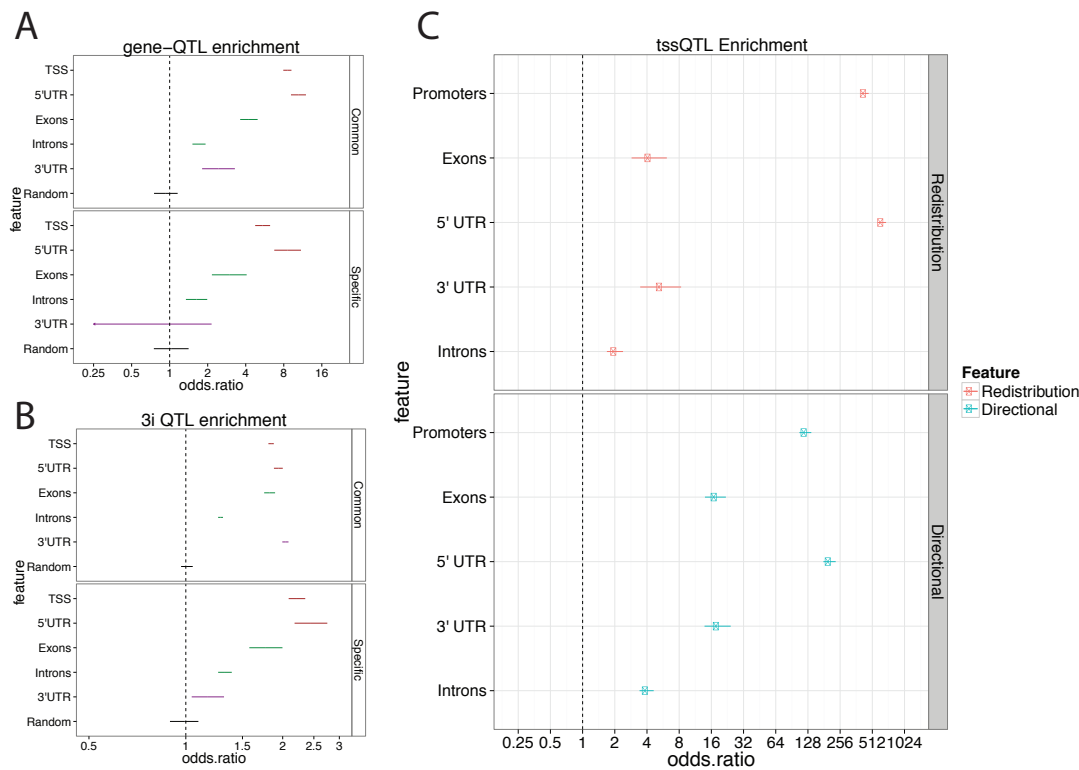 A
gene-QTL enrichment
TSS
5'UTR
Exons
Introns
3'UTR
Random
Common
TSS
5'UTR
Exons
Introns
3'UTR
Random
Specific
feature
0.25 0.5 1 2 4 8 16
odds.ratio
B
3i QTL enrichment
TSS
5'UTR
Exons
Introns
3'UTR
Random
Common
TSS
5'UTR
Exons
Introns
3'UTR
Random
Specific
feature
0.5 1 1.5 2 2.5 3
odds.ratio
C
tssQTL Enrichment
Promoters
Exons
5' UTR
3' UTR
Introns
Redistribution
Promoters
Exons
5' UTR
3' UTR
Introns
Directional
feature
0.25 0.5 1 2 4 8 16 32 64 128 256 512 1024
odds.ratio
Feature
Redistribution
Directional